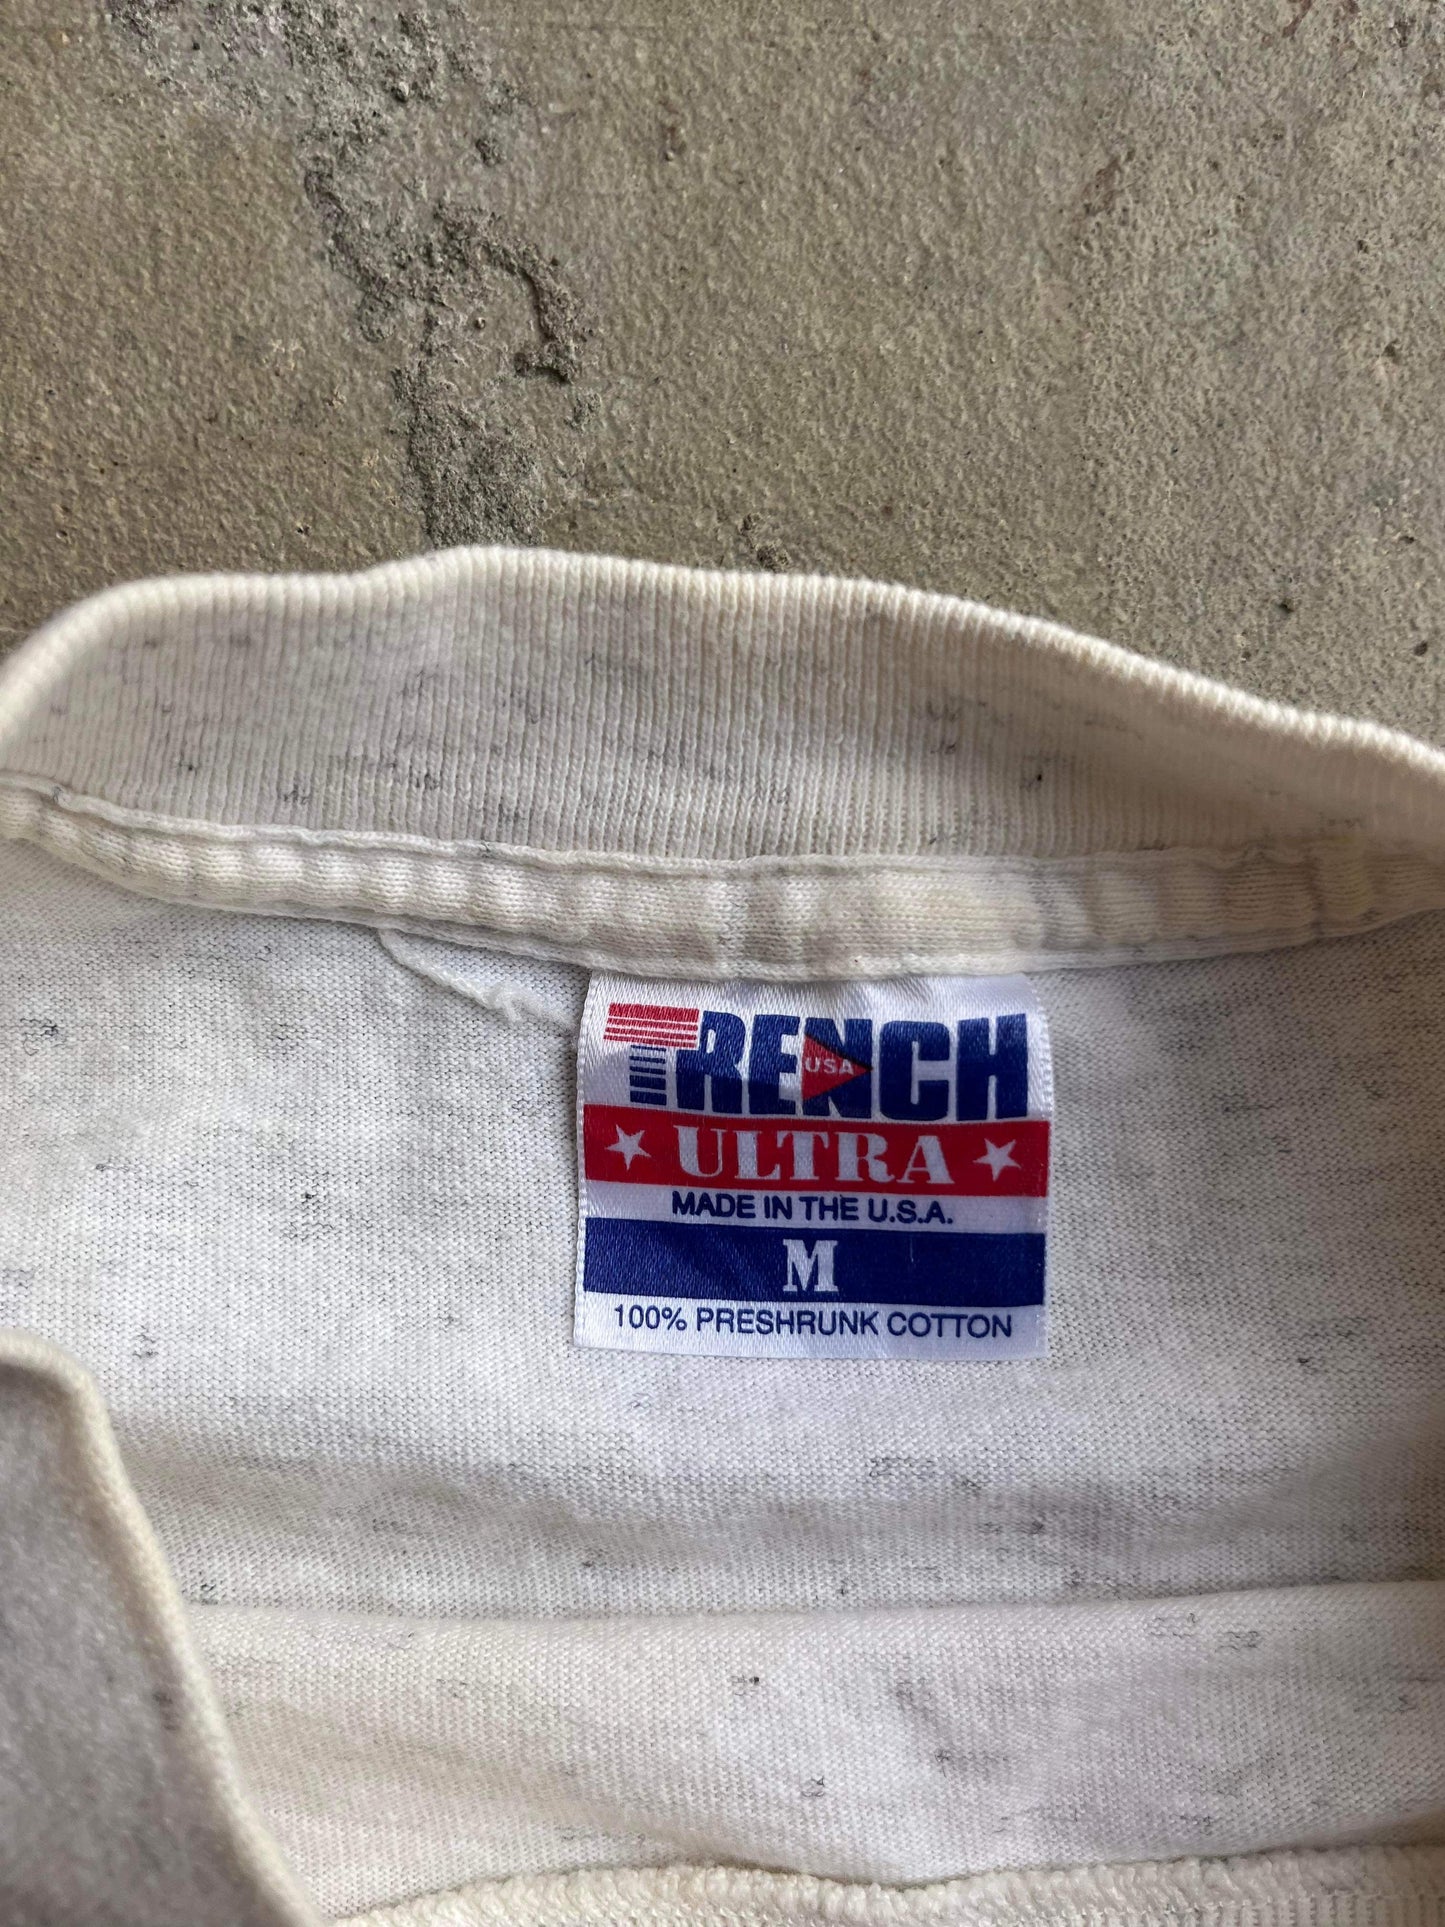 TRENCH
USA
ULTRA
MADE IN THE U.S.A.
M
100% PRESHRUNK COTTON